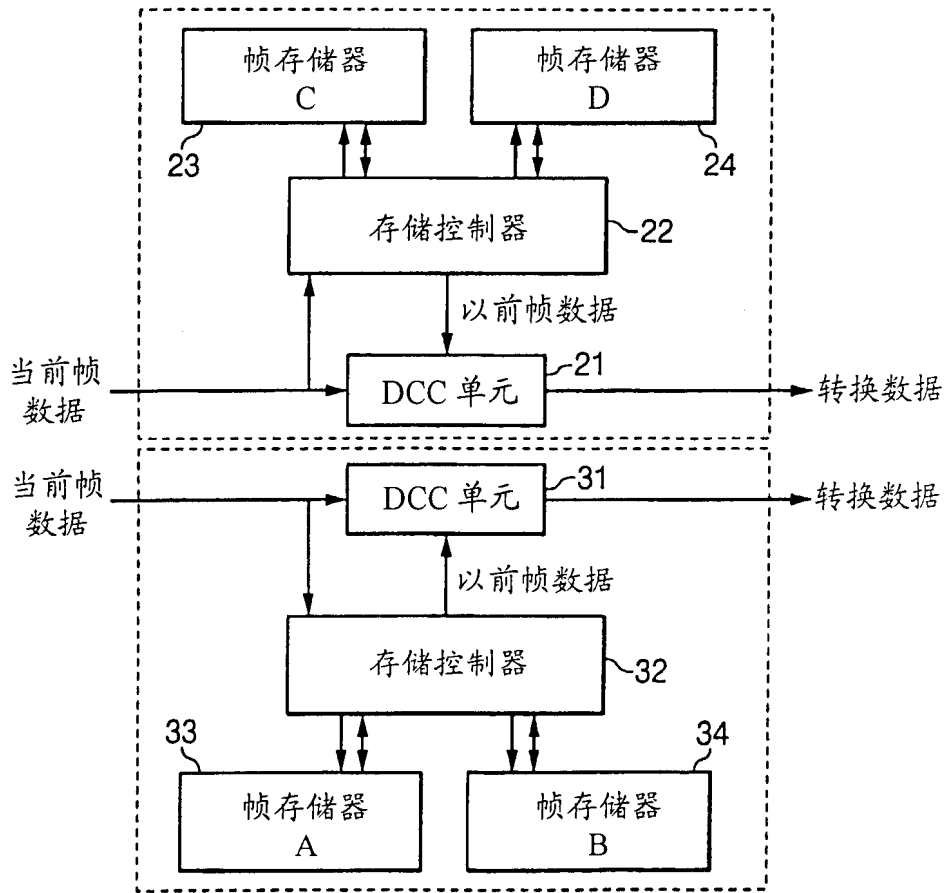 帧存储器
C
帧存储器
D
23
24
存储控制器
22
以前帧数据
当前帧
数据
DCC 单元
21
转换数据
当前帧
数据
DCC 单元
31
转换数据
以前帧数据
存储控制器
32
33
34
帧存储器
A
帧存储器
B